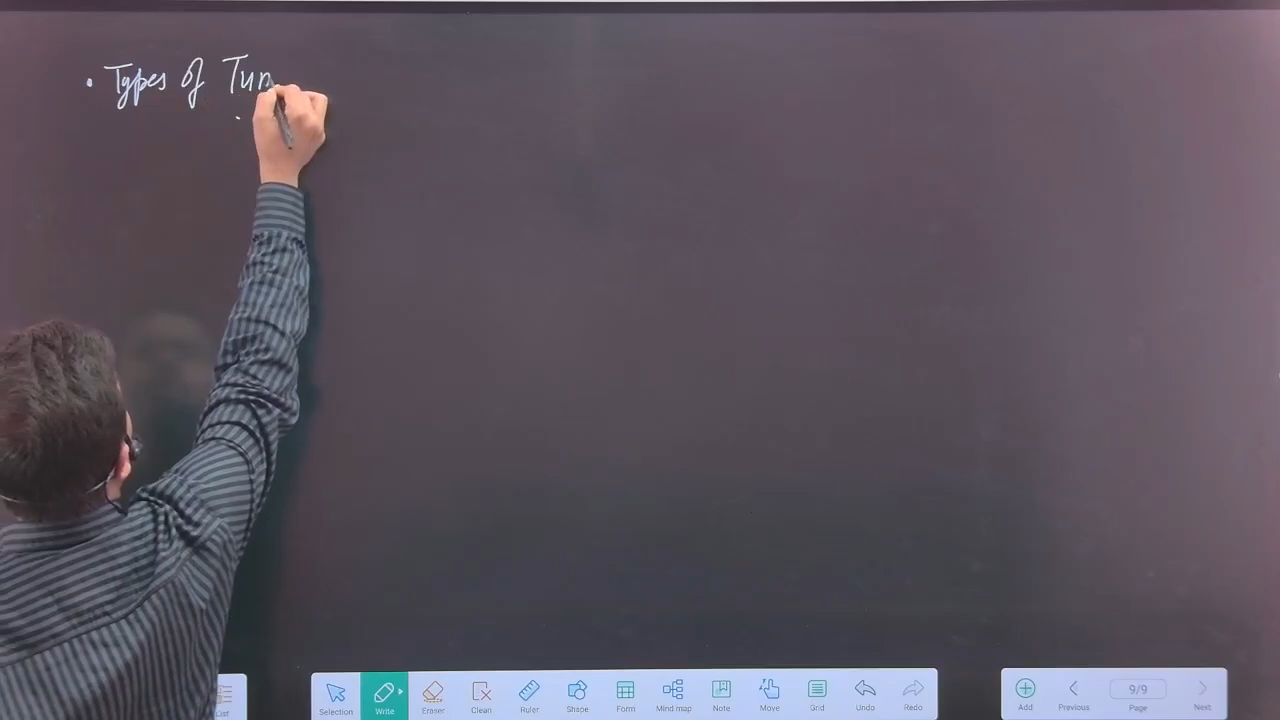 • Types of Tun
List
Selection
Write
Eraser
Clean
Ruler
Shape
Form
Mind map
Note
Move
Grid
Undo
Redo
Add
Previous
9/9
Page
Next